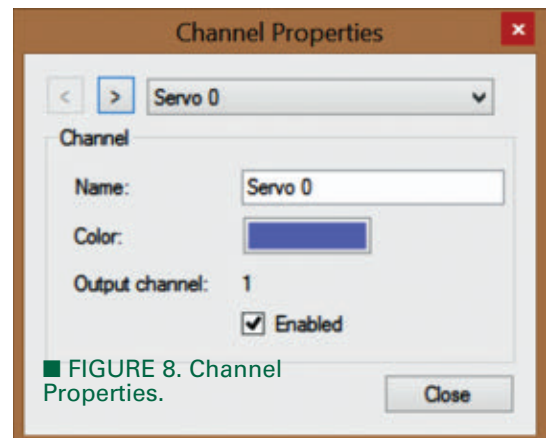 Channel Properties
×
< > Servo 0
Channel
Name: Servo 0
Color:
Output channel: 1
Enabled
FIGURE 8. Channel
Properties.
Close